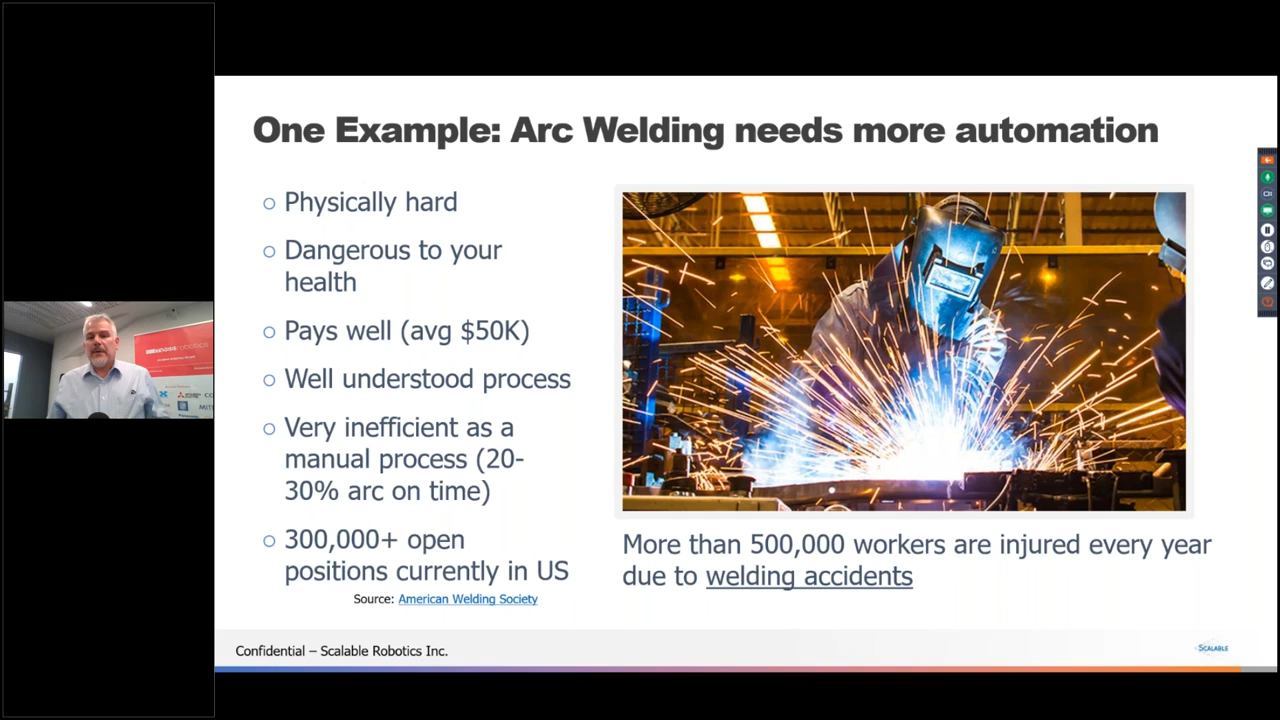 One Example: Arc Welding needs more automation
Physically hard
Dangerous to your
health
Pays well (avg $50K)
Well understood process
Very inefficient as a
manual process (20-
30% arc on time)
300,000+ open
positions currently in US
Source: American Welding Society
More than 500,000 workers are injured every year
due to welding accidents
Confidential – Scalable Robotics Inc.
SCALABLE
massrobotics